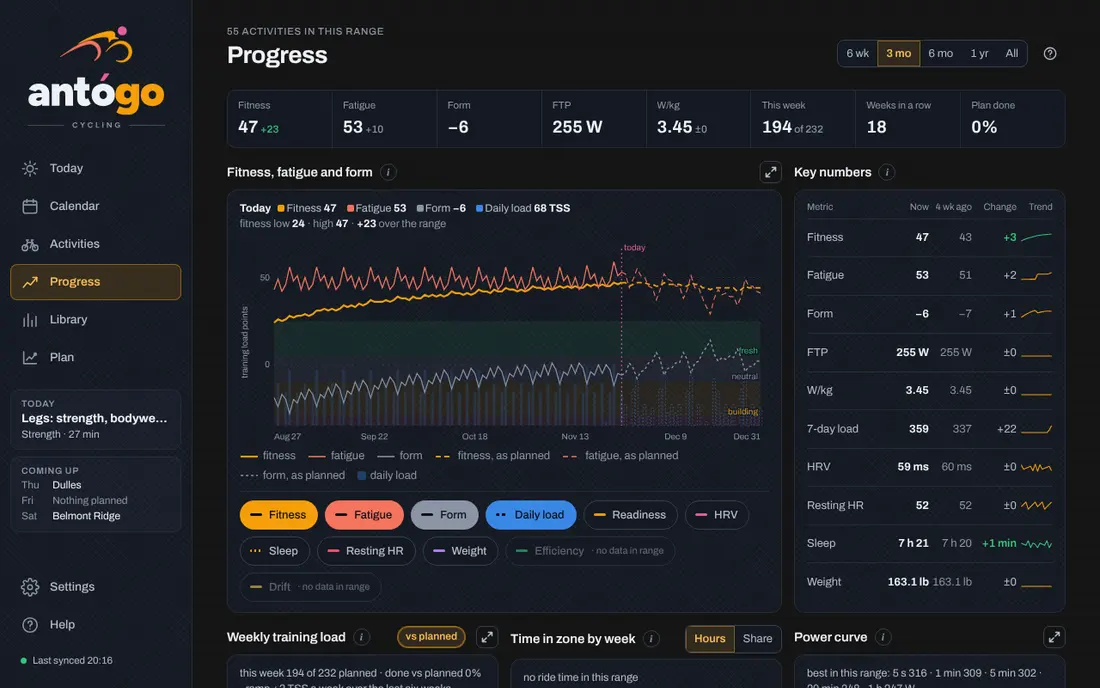 antógo
CYCLING
Today
Calendar
Activities
Progress
Library
Plan
TODAY
Legs: strength, bodywe...
Strength · 27 min
COMING UP
Thu Dulles
Fri Nothing planned
Sat Belmont Ridge
Settings
Help
Last synced 20:16
55 ACTIVITIES IN THIS RANGE
Progress
6 wk 3 mo 6 mo 1 yr All
Fitness
47 +23
Fatigue
53 +10
Form
−6
FTP
255 W
W/kg
3.45 ±0
This week
194 of 232
Weeks in a row
18
Plan done
0%
Fitness, fatigue and form
Today Fitness 47 Fatigue 53 Form −6 Daily load 68 TSS
fitness low 24 · high 47 · +23 over the range
today
50
0
training load points
fresh
neutral
building
Aug 27 Sep 22 Oct 18 Nov 13 Dec 9 Dec 31
fitness fatigue form fitness, as planned fatigue, as planned
form, as planned daily load
Fitness Fatigue Form Daily load Readiness HRV
Sleep Resting HR Weight Efficiency · no data in range
Drift · no data in range
Key numbers
Metric Now 4 wk ago Change Trend
Fitness 47 43 +3
Fatigue 53 51 +2
Form −6 −7 +1
FTP 255 W 255 W ±0
W/kg 3.45 3.45 ±0
7-day load 359 337 +22
HRV 59 ms 60 ms ±0
Resting HR 52 52 ±0
Sleep 7 h 21 7 h 20 +1 min
Weight 163.1 lb 163.1 lb ±0
Weekly training load vs planned
this week 194 of 232 planned · done vs planned 0%
Time in zone by week Hours Share
no ride time in this range
Power curve
best in this range: 5 s 316 · 1 min 309 · 5 min 302 ·